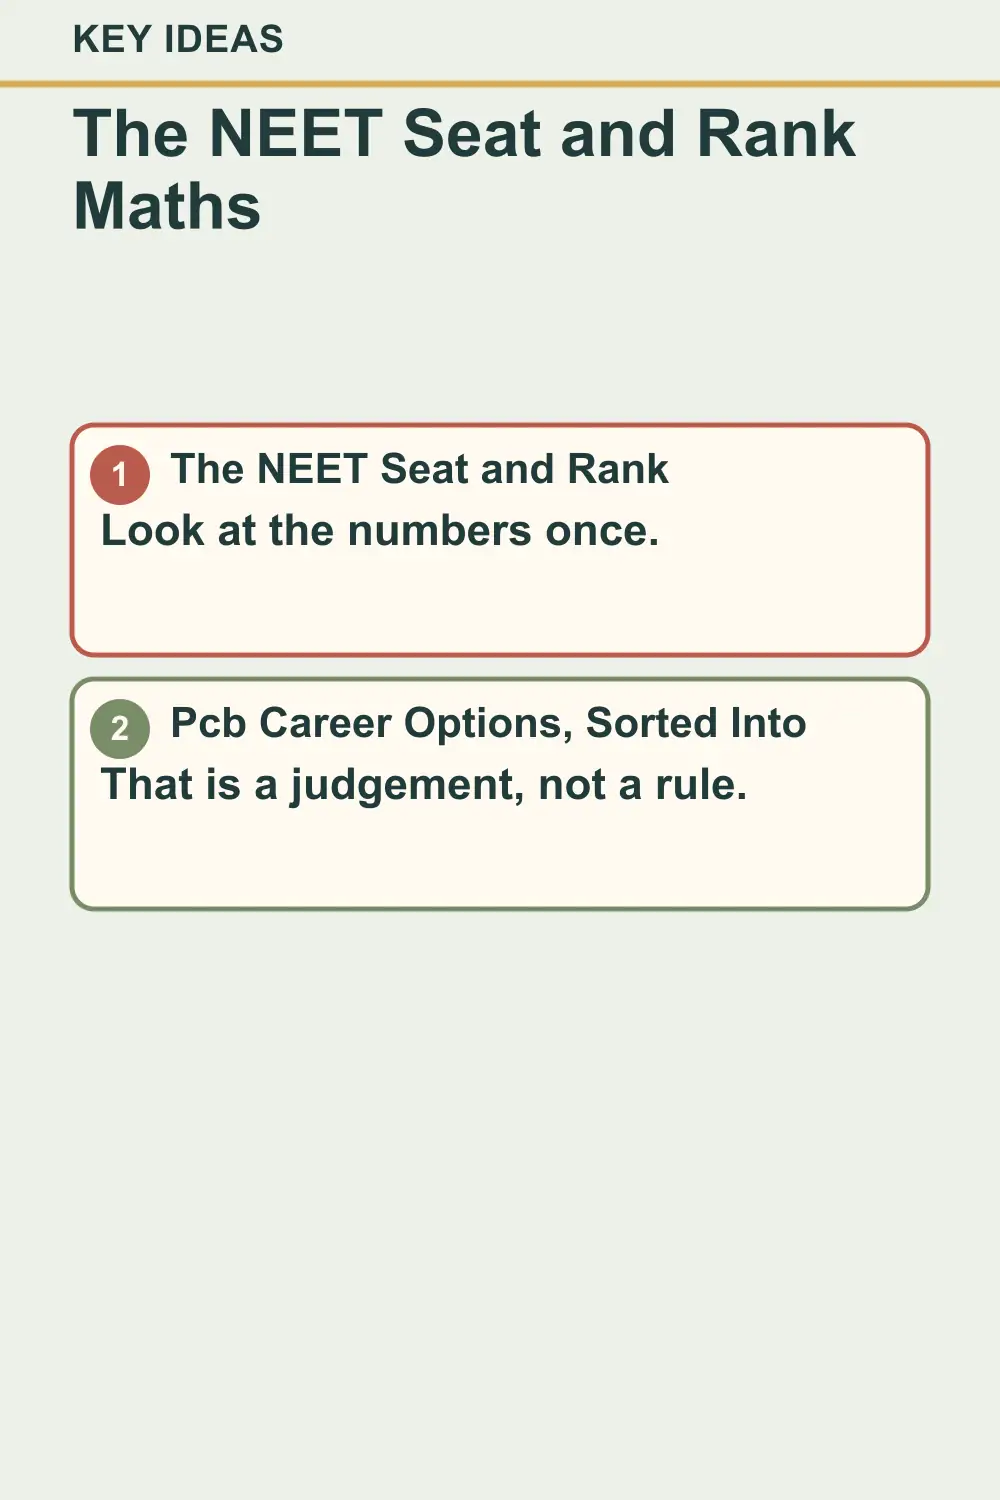 KEY IDEAS
The NEET Seat and Rank
Maths
1 The NEET Seat and Rank
Look at the numbers once.
2 Pcb Career Options, Sorted Into
That is a judgement, not a rule.